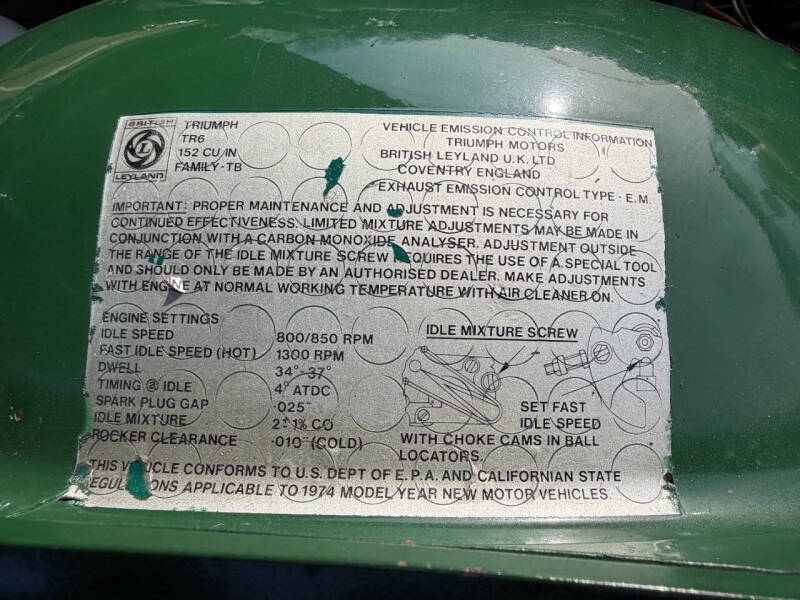 BRITISH
L
LEYLAND
TRIUMPH
TR6
152 CU/IN
FAMILY-TB
VEHICLE EMISSION CONTROL INFORMATION
TRIUMPH MOTORS
BRITISH LEYLAND U.K. LTD
COVENTRY ENGLAND
EXHAUST EMISSION CONTROL TYPE - E.M.
IMPORTANT: PROPER MAINTENANCE AND ADJUSTMENT IS NECESSARY FOR
CONTINUED EFFECTIVENESS. LIMITED MIXTURE ADJUSTMENTS MAY BE MADE IN
CONJUNCTION WITH A CARBON MONOXIDE ANALYSER. ADJUSTMENT OUTSIDE
THE RANGE OF THE IDLE MIXTURE SCREW REQUIRES THE USE OF A SPECIAL TOOL
AND SHOULD ONLY BE MADE BY AN AUTHORISED DEALER. MAKE ADJUSTMENTS
WITH ENGINE AT NORMAL WORKING TEMPERATURE WITH AIR CLEANER ON.
ENGINE SETTINGS
IDLE SPEED 800/850 RPM
FAST IDLE SPEED (HOT) 1300 RPM
DWELL 34°-37°
TIMING @ IDLE 4° ATDC
SPARK PLUG GAP ·025"
IDLE MIXTURE 2±1% CO
ROCKER CLEARANCE ·010" (COLD)
IDLE MIXTURE SCREW
SET FAST
IDLE SPEED
WITH CHOKE CAMS IN BALL
LOCATORS.
THIS VEHICLE CONFORMS TO U.S. DEPT OF E.P.A. AND CALIFORNIAN STATE
REGULATIONS APPLICABLE TO 1974 MODEL YEAR NEW MOTOR VEHICLES.